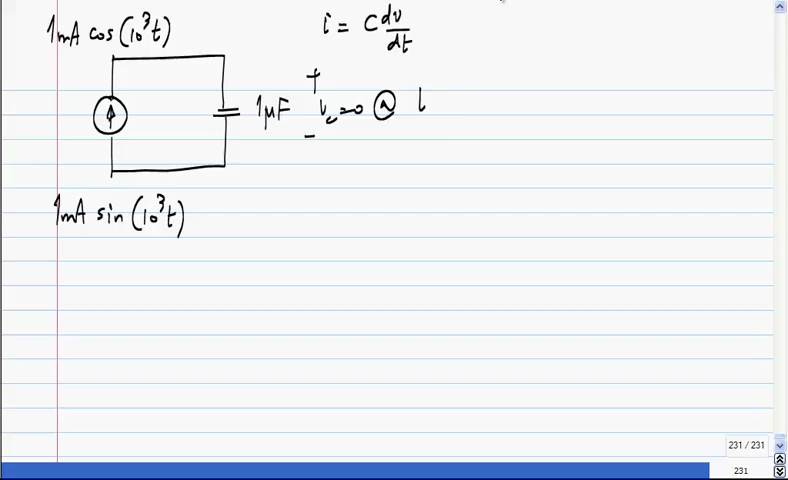 1mA cos(10³t)
i = C dv/dt
+
1μF
v_c=0 @ t
-
1mA sin(10³t)
231 / 231
231